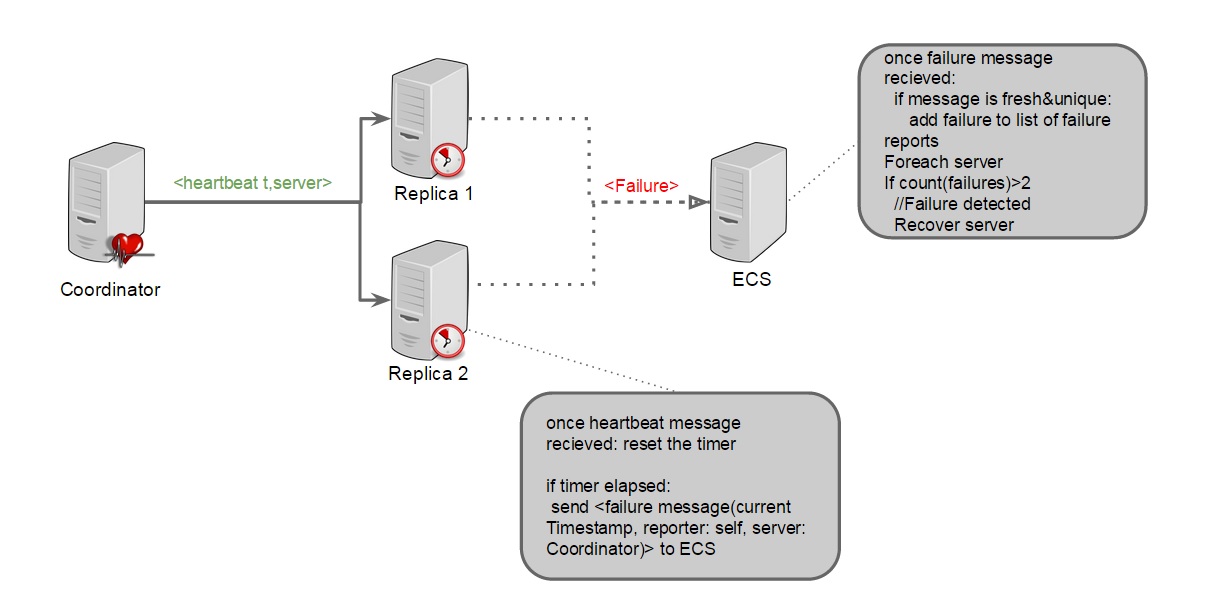 <heartbeat t,server>
Coordinator
Replica 1
Replica 2
<Failure>
ECS
once failure message
recieved:
if message is fresh&unique:
add failure to list of failure
reports
Foreach server
If count(failures)>2
//Failure detected
Recover server
once heartbeat message
recieved: reset the timer
if timer elapsed:
send <failure message(current
Timestamp, reporter: self, server:
Coordinator)> to ECS